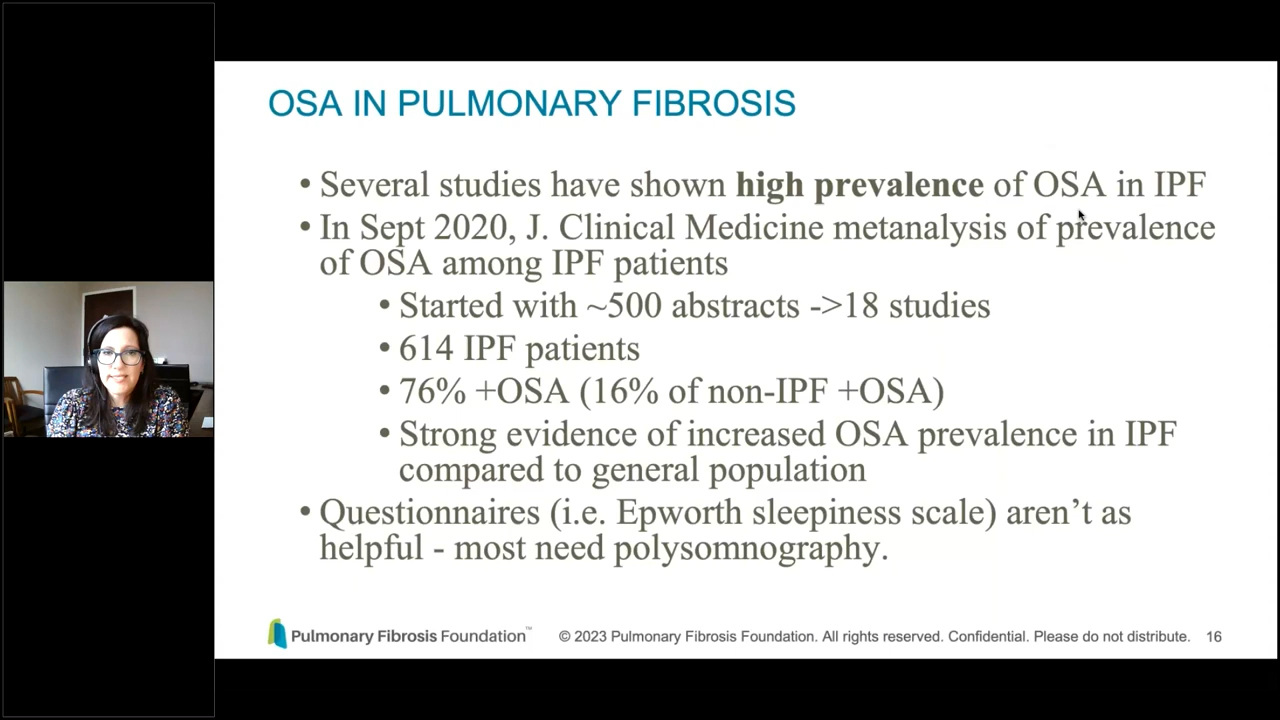 OSA IN PULMONARY FIBROSIS
• Several studies have shown high prevalence of OSA in IPF
• In Sept 2020, J. Clinical Medicine metanalysis of prevalence
of OSA among IPF patients
• Started with ~500 abstracts ->18 studies
• 614 IPF patients
• 76% +OSA (16% of non-IPF +OSA)
• Strong evidence of increased OSA prevalence in IPF
compared to general population
• Questionnaires (i.e. Epworth sleepiness scale) aren’t as
helpful - most need polysomnography.
Pulmonary Fibrosis Foundation™ © 2023 Pulmonary Fibrosis Foundation. All rights reserved. Confidential. Please do not distribute. 16